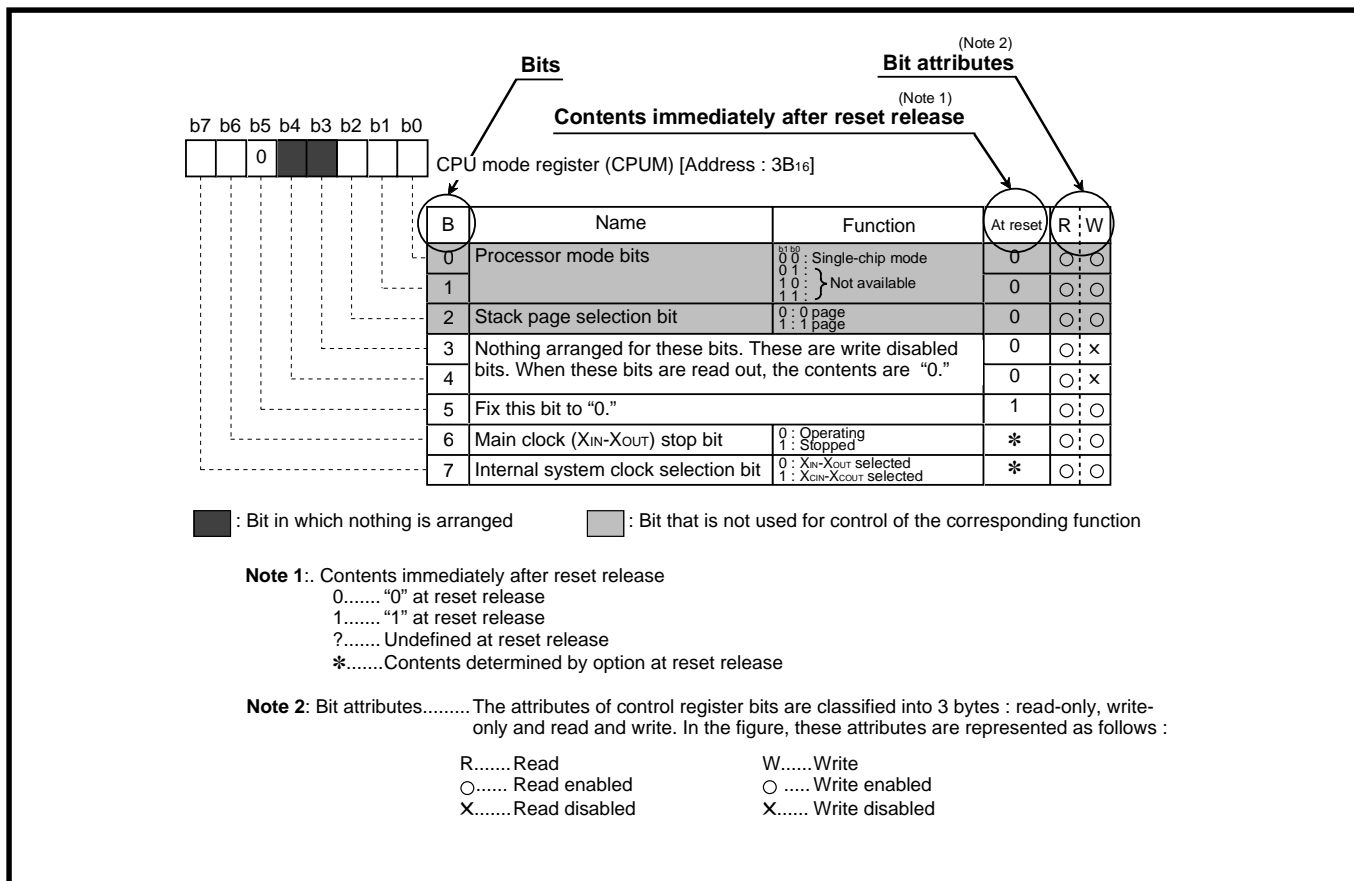 (Note 2)
Bits
Bit attributes
(Note 1)
Contents immediately after reset release
b7 b6 b5 b4 b3 b2 b1 b0
0
CPU mode register (CPUM) [Address : 3B16]
B Name Function At reset R W
0 Processor mode bits b1 b0 0 0 : Single-chip mode 0 ○ ○
0 1 :
1 1 0 : } Not available 0 ○ ○
1 1 :
2 Stack page selection bit 0 : 0 page 0 ○ ○
1 : 1 page
3 Nothing arranged for these bits. These are write disabled 0 ○ ×
4 bits. When these bits are read out, the contents are “0.” 0 ○ ×
5 Fix this bit to “0.” 1 ○ ○
6 Main clock (XIN-XOUT) stop bit 0 : Operating ✻ ○ ○
1 : Stopped
7 Internal system clock selection bit 0 : XIN-XOUT selected ✻ ○ ○
1 : XCIN-XCOUT selected
: Bit in which nothing is arranged : Bit that is not used for control of the corresponding function
Note 1:. Contents immediately after reset release
0....... “0” at reset release
1....... “1” at reset release
?....... Undefined at reset release
✻.......Contents determined by option at reset release
Note 2: Bit attributes......... The attributes of control register bits are classified into 3 bytes : read-only, write-
only and read and write. In the figure, these attributes are represented as follows :
R.......Read W......Write
○...... Read enabled ○ ..... Write enabled
×.......Read disabled ×...... Write disabled